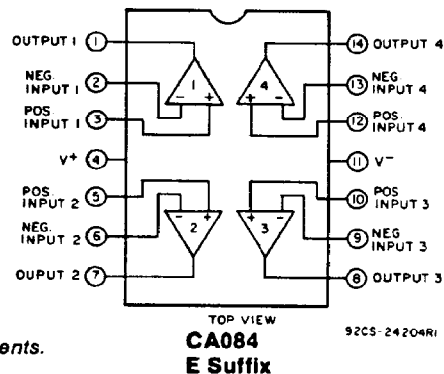 OUTPUT 1 1
14 OUTPUT 4
NEG. INPUT 1 2
13 NEG INPUT 4
POS. INPUT 1 3
12 POS. INPUT 4
1 - +
4 + -
V+ 4
11 V-
POS. INPUT 2 5
10 POS INPUT 3
NEG. INPUT 2 6
9 NEG INPUT 3
- + 2
+ - 3
OUPUT 2 7
8 OUTPUT 3
TOP VIEW
92CS-24204R1
ents.
CA084
E Suffix